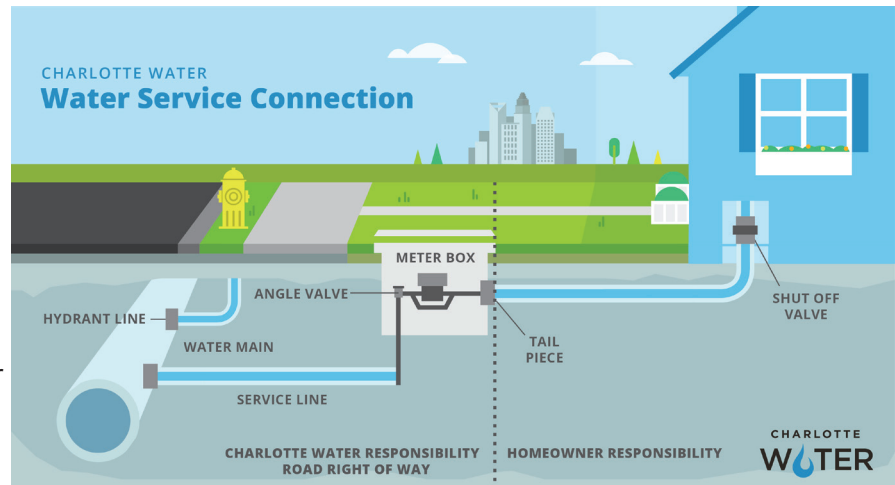 CHARLOTTE WATER
Water Service Connection
METER BOX
ANGLE VALVE
HYDRANT LINE
SHUT OFF
VALVE
WATER MAIN
TAIL
PIECE
SERVICE LINE
CHARLOTTE WATER RESPONSIBILITY
ROAD RIGHT OF WAY
HOMEOWNER RESPONSIBILITY
CHARLOTTE
WATER